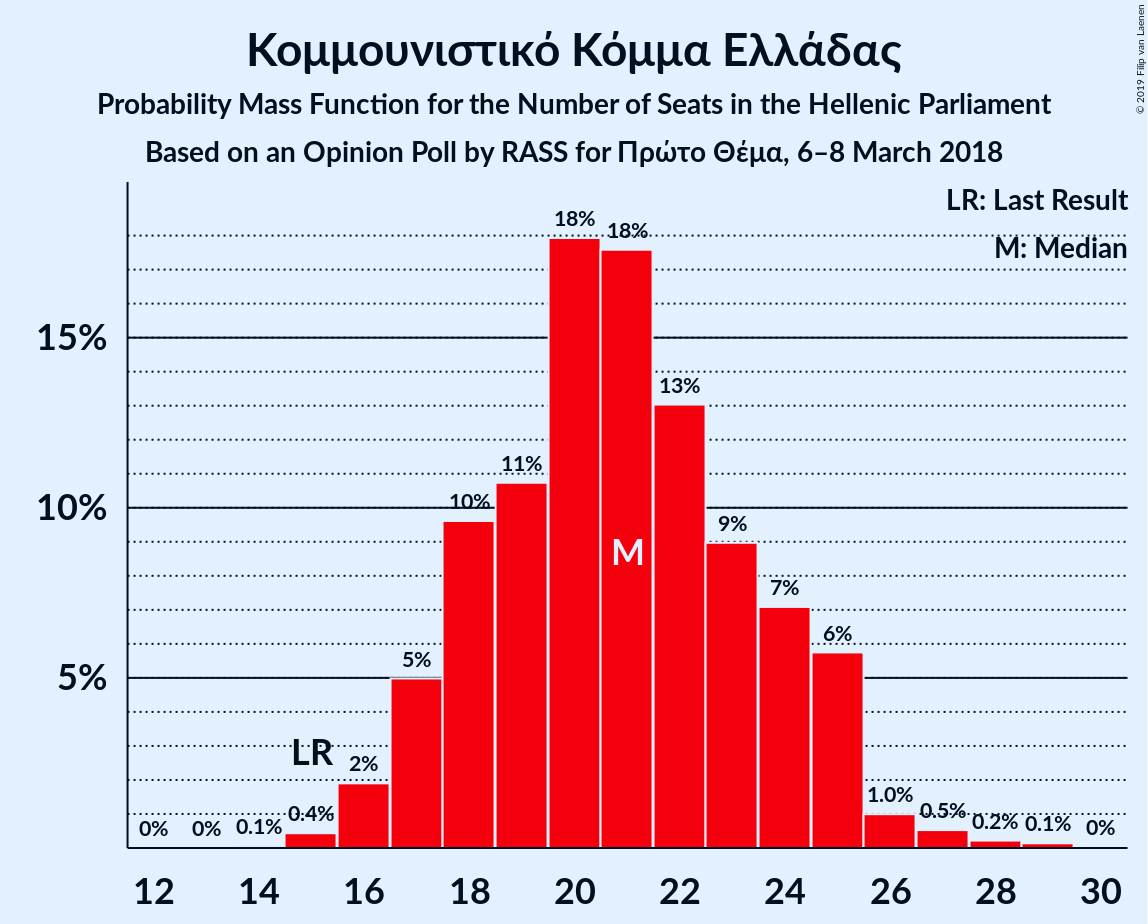 Κομμουνιστικό Κόμμα Ελλάδας
Probability Mass Function for the Number of Seats in the Hellenic Parliament
Based on an Opinion Poll by RASS for Πρώτο Θέμα, 6–8 March 2018
© 2019 Filip van Laenen
LR: Last Result
M: Median
15%
10%
5%
0%
0%
0.1%
0.4%
LR
2%
5%
10%
11%
18%
18%
M
13%
9%
7%
6%
1.0%
0.5%
0.2%
0.1%
0%
12 14 16 18 20 22 24 26 28 30